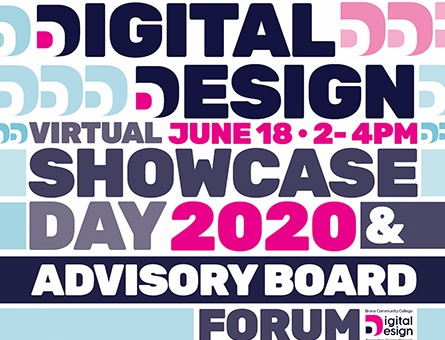 DIGITAL
DESIGN
VIRTUAL JUNE 18 • 2-4PM
SHOWCASE
DAY 2020 &
ADVISORY BOARD
FORUM
Bronx Community College
Digital
Design